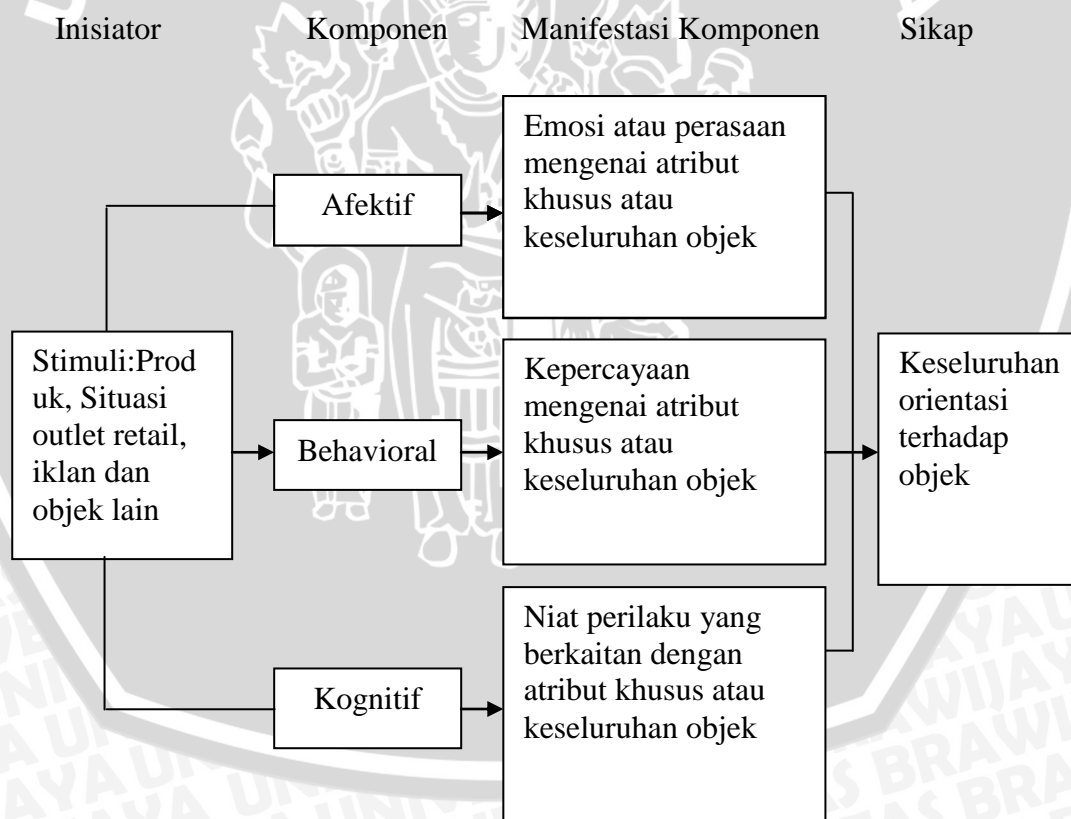 Inisiator Komponen Manifestasi Komponen Sikap
Emosi atau perasaan
mengenai atribut
khusus atau
keseluruhan objek
Afektif
Stimuli:Prod
uk, Situasi
outlet retail,
iklan dan
objek lain
Behavioral
Kepercayaan
mengenai atribut
khusus atau
keseluruhan objek
Keseluruhan
orientasi
terhadap
objek
Kognitif
Niat perilaku yang
berkaitan dengan
atribut khusus atau
keseluruhan objek